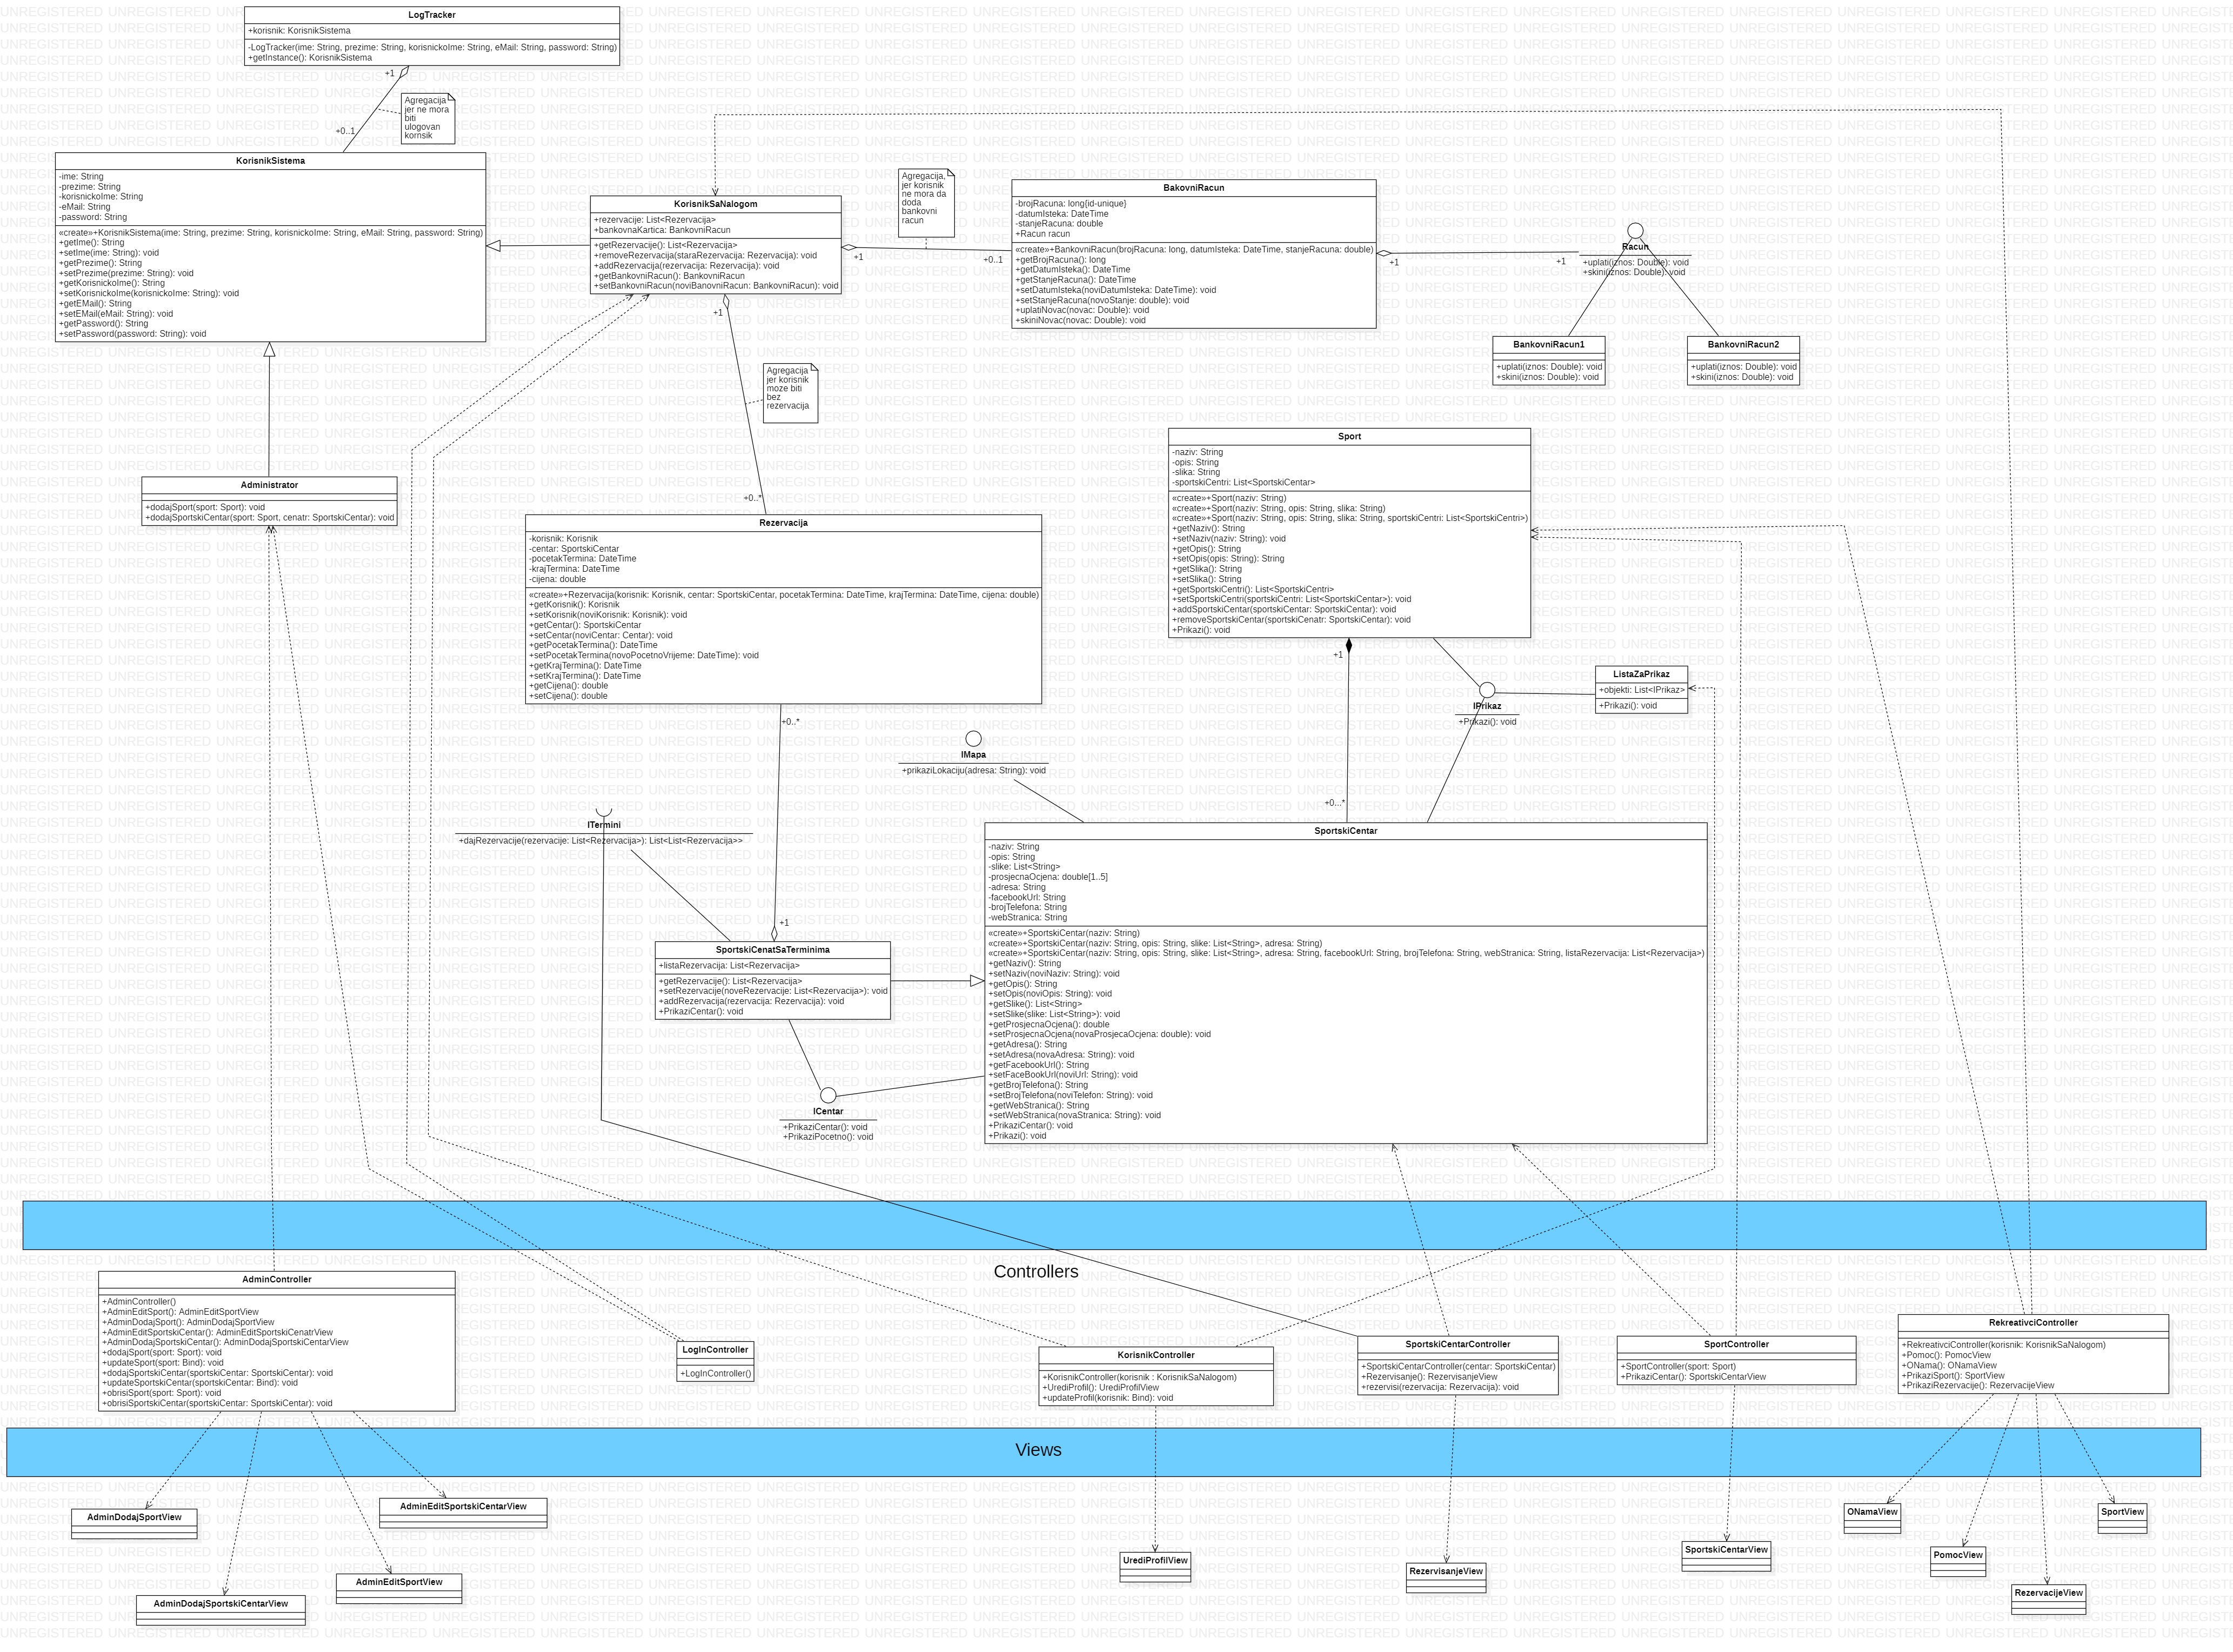 LogTracker
+korisnik: KorisnikSistema
-LogTracker(ime: String, prezime: String, korisnickoIme: String, eMail: String, password: String)
+getInstance(): KorisnikSistema
+1
Agregacija
jer ne mora
biti
ulogovan
kornsik
+0..1
KorisnikSistema
-ime: String
-prezime: String
-korisnickoIme: String
-eMail: String
-password: String
«create»+KorisnikSistema(ime: String, prezime: String, korisnickoIme: String, eMail: String, password: String)
+getIme(): String
+setIme(ime: String): void
+getPrezime(): String
+setPrezime(prezime: String): void
+getKorisnickoIme(): String
+setKorisnickoIme(korisnickoIme: String): void
+getEMail(): String
+setEMail(eMail: String): void
+getPassword(): String
+setPassword(password: String): void
KorisnikSaNalogom
+rezervacije: List<Rezervacija>
+bankovnaKartica: BankovniRacun
+getRezervacije(): List<Rezervacija>
+removeRezervacija(staraRezervacija: Rezervacija): void
+addRezervacija(rezervacija: Rezervacija): void
+getBankovniRacun(): BankovniRacun
+setBankovniRacun(noviBanovniRacun: BankovniRacun): void
+1
Agregacija,
jer korisnik
ne mora da
doda
bankovni
racun
+0..1
BakovniRacun
-brojRacuna: long{id-unique}
-datumIsteka: DateTime
-stanjeRacuna: double
+Racun racun
«create»+BankovniRacun(brojRacuna: long, datumIsteka: DateTime, stanjeRacuna: double)
+getBrojRacuna(): long
+getDatumIsteka(): DateTime
+getStanjeRacuna(): DateTime
+setDatumIsteka(noviDatumIsteka: DateTime): void
+setStanjeRacuna(novoStanje: double): void
+uplatiNovac(novac: Double): void
+skiniNovac(novac: Double): void
+1
+1
Racun
+uplati(iznos: Double): void
+skini(iznos: Double): void
BankovniRacun1
+uplati(iznos: Double): void
+skini(iznos: Double): void
BankovniRacun2
+uplati(iznos: Double): void
+skini(iznos: Double): void
+1
Agregacija
jer korisnik
moze biti
bez
rezervacija
+0..*
Administrator
+dodajSport(sport: Sport): void
+dodajSportskiCentar(sport: Sport, cenatr: SportskiCentar): void
Rezervacija
-korisnik: Korisnik
-centar: SportskiCentar
-pocetakTermina: DateTime
-krajTermina: DateTime
-cijena: double
«create»+Rezervacija(korisnik: Korisnik, centar: SportskiCentar, pocetakTermina: DateTime, krajTermina: DateTime, cijena: double)
+getKorisnik(): Korisnik
+setKorisnik(noviKorisnik: Korisnik): void
+getCentar(): SportskiCentar
+setCentar(noviCentar: Centar): void
+getPocetakTermina(): DateTime
+setPocetakTermina(novoPocetnoVrijeme: DateTime): void
+getKrajTermina(): DateTime
+setKrajTermina(): DateTime
+getCijena(): double
+setCijena(): double
+0..*
Sport
-naziv: String
-opis: String
-slika: String
-sportskiCentri: List<SportskiCentar>
«create»+Sport(naziv: String)
«create»+Sport(naziv: String, opis: String, slika: String)
«create»+Sport(naziv: String, opis: String, slika: String, sportskiCentri: List<SportskiCentri>)
+getNaziv(): String
+setNaziv(naziv: String): void
+getOpis(): String
+setOpis(opis: String): String
+getSlika(): String
+setSlika(): String
+getSportskiCentri(): List<SportskiCentri>
+setSportskiCentri(sportskiCentri: List<SportskiCentar>): void
+addSportskiCentar(sportskiCentar: SportskiCentar): void
+removeSportskiCentar(sportskiCenatr: SportskiCentar): void
+Prikazi(): void
+1
+0...*
IPrikaz
+Prikazi(): void
ListaZaPrikaz
+objekti: List<IPrikaz>
+Prikazi(): void
IMapa
+prikaziLokaciju(adresa: String): void
ITermini
+dajRezervacije(rezervacije: List<Rezervacija>): List<List<Rezervacija>>
+1
SportskiCenatSaTerminima
+listaRezervacija: List<Rezervacija>
+getRezervacije(): List<Rezervacija>
+setRezervacije(noveRezervacije: List<Rezervacija>): void
+addRezervacija(rezervacija: Rezervacija): void
+PrikaziCentar(): void
ICentar
+PrikaziCentar(): void
+PrikaziPocetno(): void
SportskiCentar
-naziv: String
-opis: String
-slike: List<String>
-prosjecnaOcjena: double[1..5]
-adresa: String
-facebookUrl: String
-brojTelefona: String
-webStranica: String
«create»+SportskiCentar(naziv: String)
«create»+SportskiCentar(naziv: String, opis: String, slike: List<String>, adresa: String)
«create»+SportskiCentar(naziv: String, opis: String, slike: List<String>, adresa: String, facebookUrl: String, brojTelefona: String, webStranica: String, listaRezervacija: List<Rezervacija>)
+getNaziv(): String
+setNaziv(noviNaziv: String): void
+getOpis(): String
+setOpis(noviOpis: String): void
+getSlike(): List<String>
+setSlike(slike: List<String>): void
+getProsjecnaOcjena(): double
+setProsjecnaOcjena(novaProsjecaOcjena: double): void
+getAdresa(): String
+setAdresa(novaAdresa: String): void
+getFacebookUrl(): String
+setFaceBookUrl(noviUrl: String): void
+getBrojTelefona(): String
+setBrojTelefona(noviTelefon: String): void
+getWebStranica(): String
+setWebStranica(novaStranica: String): void
+PrikaziCentar(): void
+Prikazi(): void
Controllers
AdminController
+AdminController()
+AdminEditSport(): AdminEditSportView
+AdminDodajSport(): AdminDodajSportView
+AdminEditSportskiCentar(): AdminEditSportskiCenatrView
+AdminDodajSportskiCentar(): AdminDodajSportskiCentarView
+dodajSport(sport: Sport): void
+updateSport(sport: Bind): void
+dodajSportskiCentar(sportskiCentar: SportskiCentar): void
+updateSportskiCentar(sportskiCentar: Bind): void
+obrisiSport(sport: Sport): void
+obrisiSportskiCentar(sportskiCentar: SportskiCentar): void
LogInController
+LogInController()
KorisnikController
+KorisnikController(korisnik : KorisnikSaNalogom)
+UrediProfil(): UrediProfilView
+updateProfil(korisnik: Bind): void
SportskiCentarController
+SportskiCentarController(centar: SportskiCentar)
+Rezervisanje(): RezervisanjeView
+rezervisi(rezervacija: Rezervacija): void
SportController
+SportController(sport: Sport)
+PrikaziCentar(): SportskiCentarView
RekreativciController
+RekreativciController(korisnik: KorisnikSaNalogom)
+Pomoc(): PomocView
+ONama(): ONamaView
+PrikaziSport(): SportView
+PrikaziRezervacije(): RezervacijeView
Views
AdminDodajSportView
AdminEditSportskiCentarView
AdminDodajSportskiCentarView
AdminEditSportView
UrediProfilView
RezervisanjeView
SportskiCentarView
ONamaView
PomocView
RezervacijeView
SportView